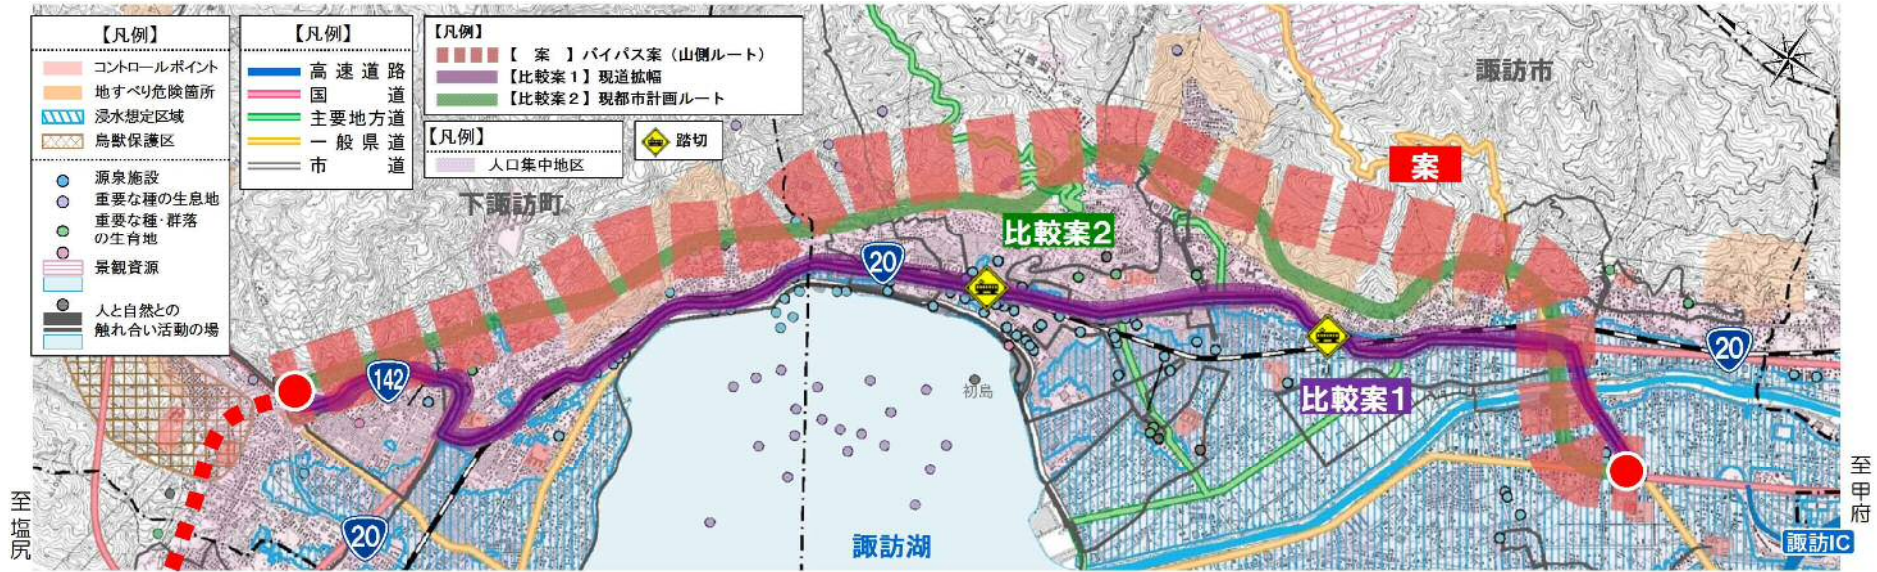 【凡例】
コントロールポイント
地すべり危険箇所
浸水想定区域
鳥獣保護区
源泉施設
重要な種の生息地
重要な種・群落
の生育地
景観資源
人と自然との
触れ合い活動の場
【凡例】
高速道路
国道
主要地方道
一般県道
市道
【凡例】
【 案 】バイパス案（山側ルート）
【比較案1】現道拡幅
【比較案2】現都市計画ルート
【凡例】
人口集中地区
踏切
諏訪市
下諏訪町
案
比較案2
20
142
初島
比較案1
20
20
諏訪湖
至塩尻
至甲府
諏訪IC